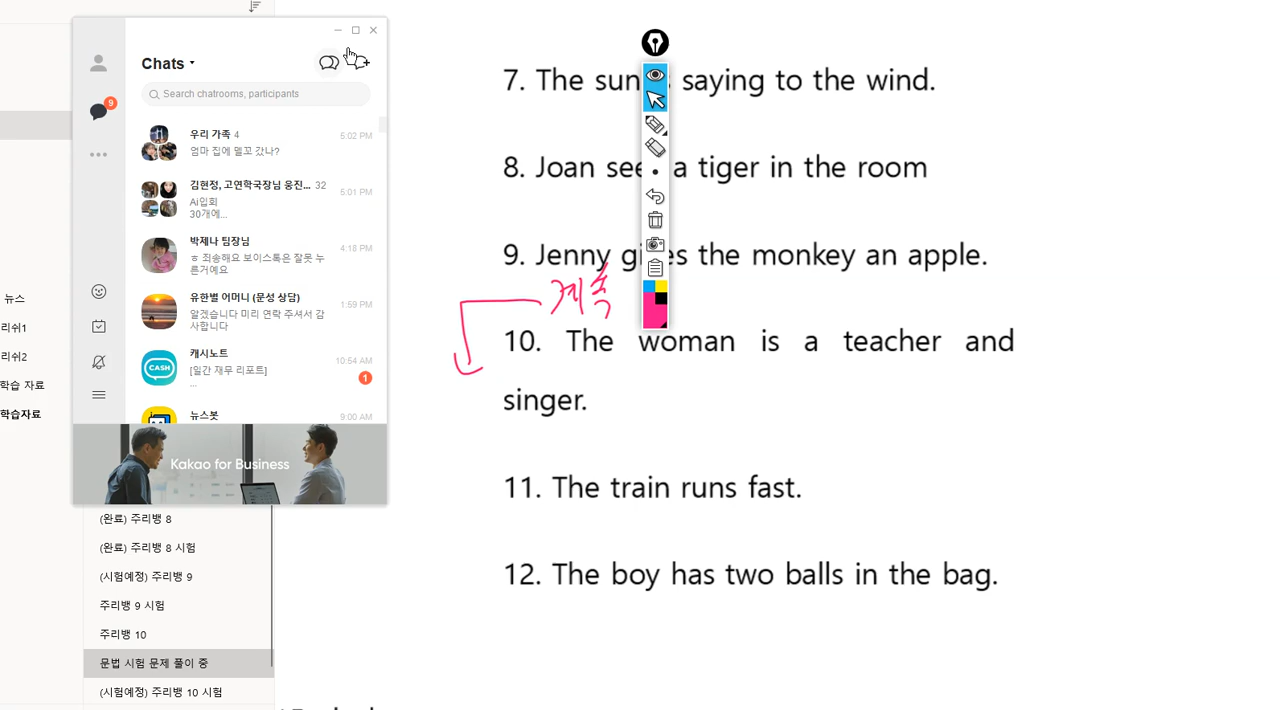 Chats
Search chatrooms, participants
9
우리 가족 4
5:02 PM
엄마 집에 멀꼬 갔나?
김현정, 고연학국장님 웅진... 32
5:01 PM
Ai입회
30개에...
박제나 팀장님
4:18 PM
ㅎ 죄송해요 보이스톡은 잘못 누
른거예요
유한별 어머니 (문성 상담)
1:59 PM
알겠습니다 미리 연락 주셔서 감
사합니다
캐시노트
10:54 AM
CASH
[일간 재무 리포트]
...
1
뉴스봇
9:00 AM
Kakao for Business
뉴스
리쉬1
리쉬2
학습 자료
학습자료
(완료) 주리뱅 8
(완료) 주리뱅 8 시험
(시험예정) 주리뱅 9
주리뱅 9 시험
주리뱅 10
문법 시험 문제 풀이 중
(시험예정) 주리뱅 10 시험
7. The sun saying to the wind.
8. Joan a tiger in the room
9. Jenny the monkey an apple.
계속
10. The woman is a teacher and
singer.
11. The train runs fast.
12. The boy has two balls in the bag.